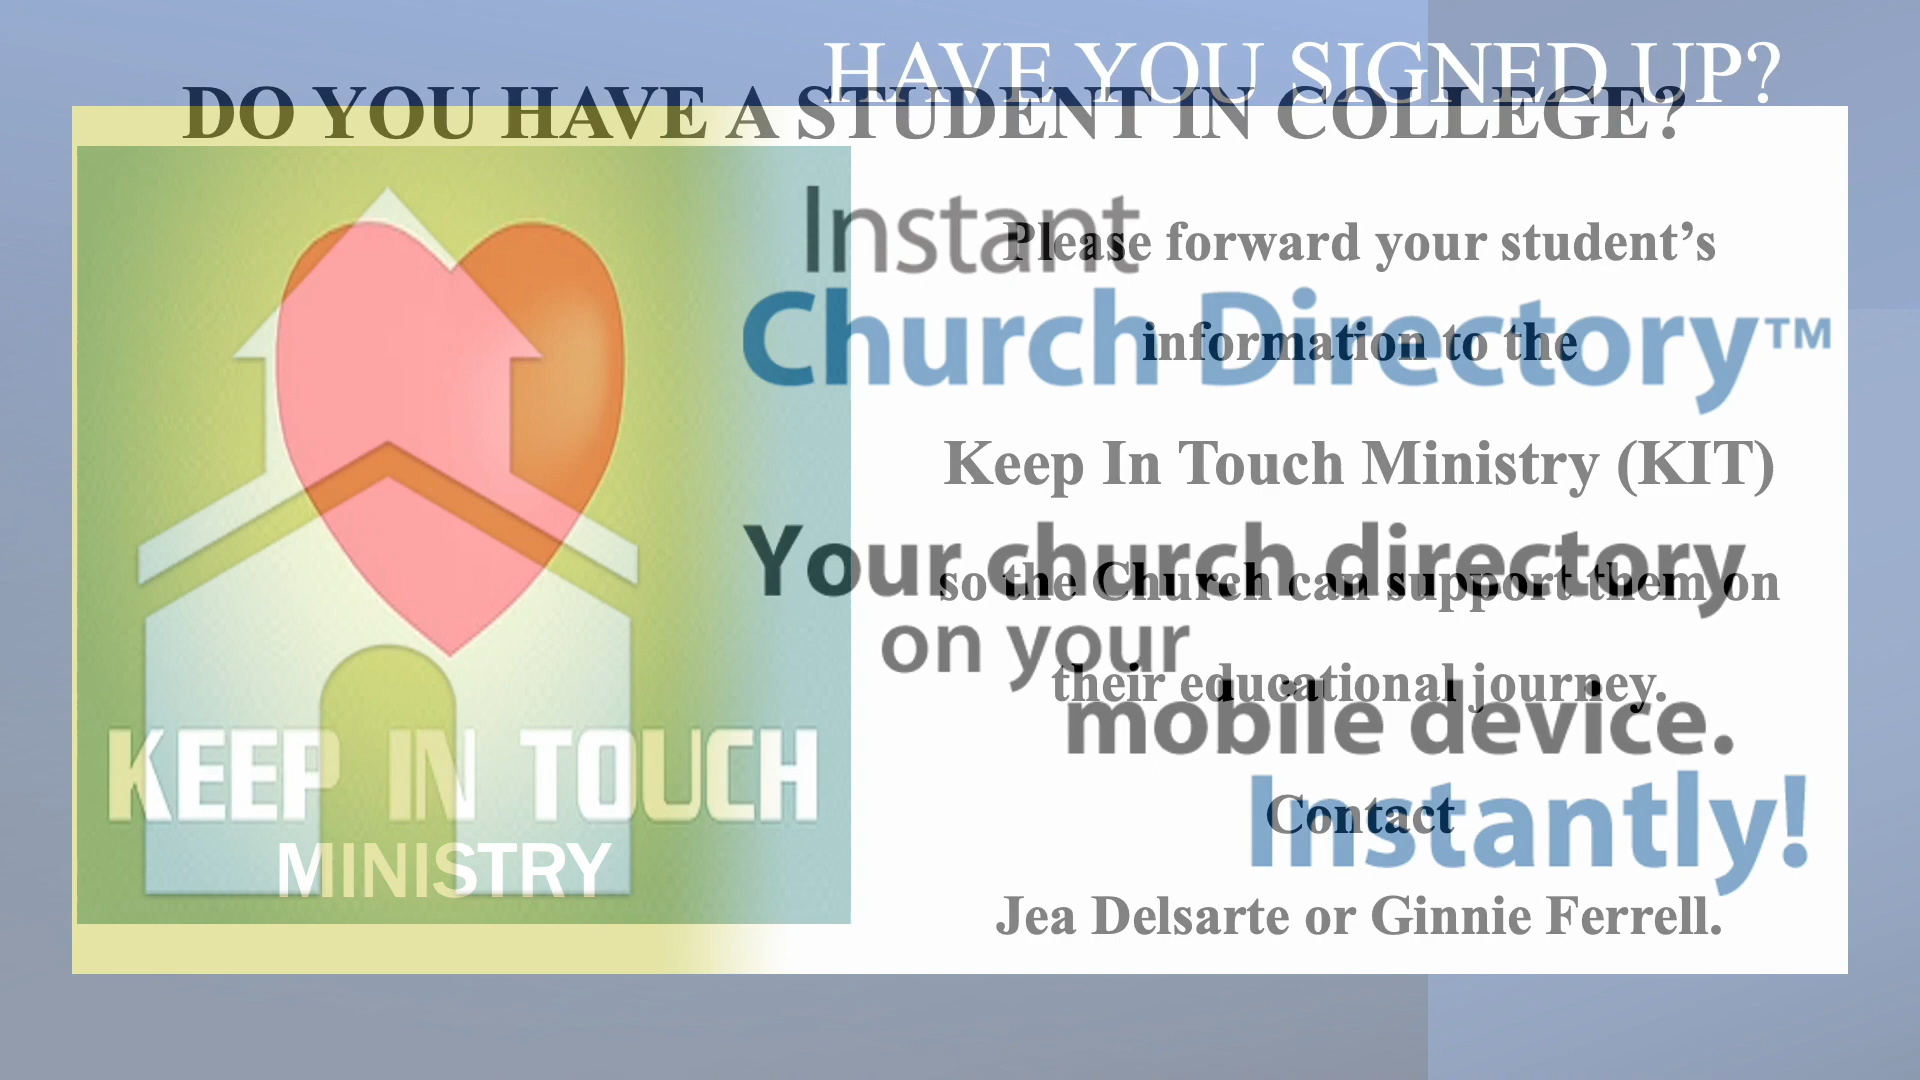 HAVE YOU SIGNED UP?
DO YOU HAVE A STUDENT IN COLLEGE?
Instant
Church Directory™
Your church directory
on your
mobile device.
Instantly!
Please forward your student’s
information to the
Keep In Touch Ministry (KIT)
so the Church can support them on
their educational journey.
Contact
Jea Delsarte or Ginnie Ferrell.
KEEP IN TOUCH
MINISTRY